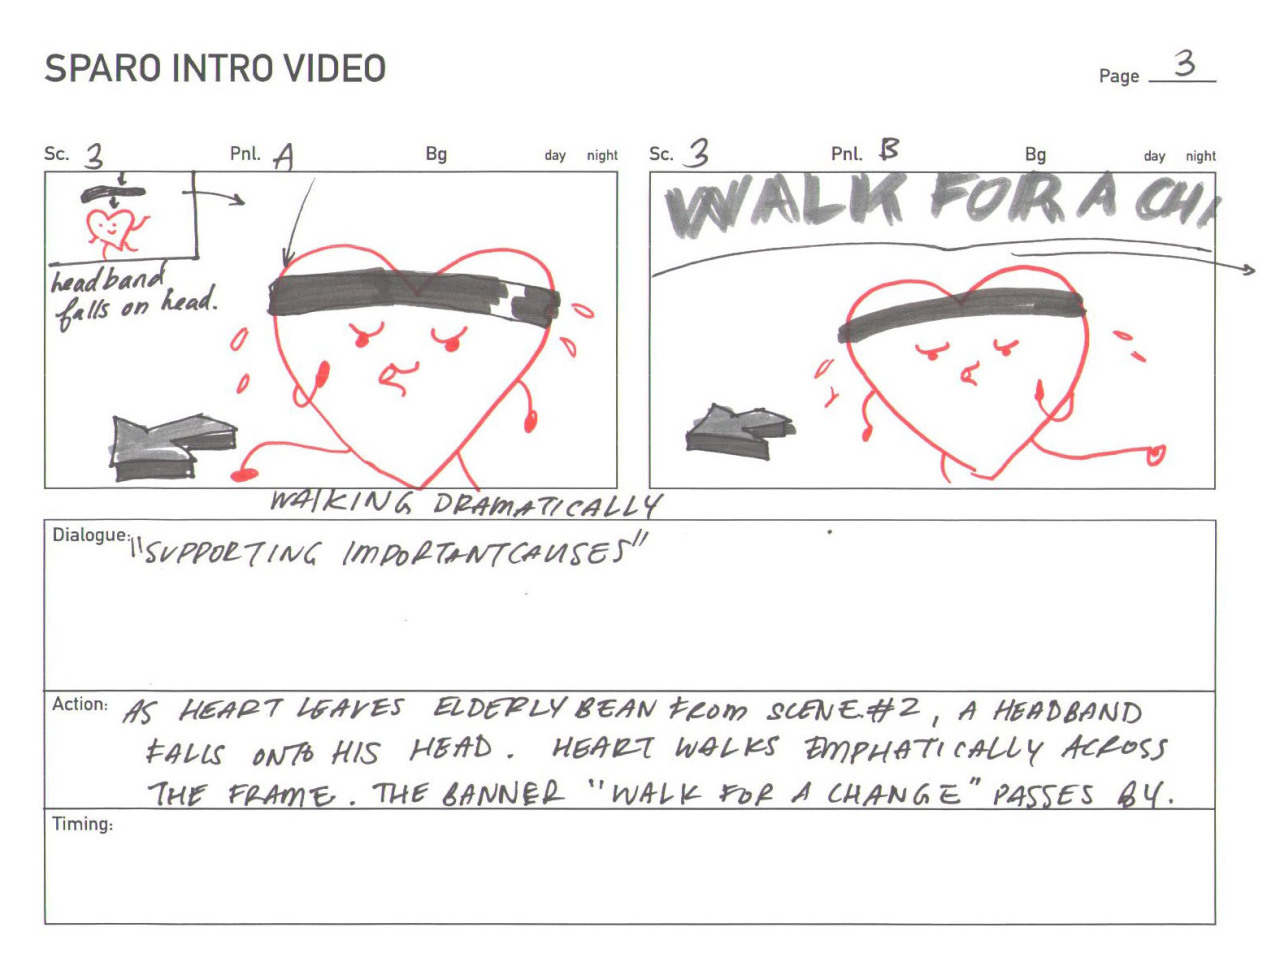 SPARO INTRO VIDEO
Page 3
Sc. 3 Pnl. A Bg day night
Sc. 3 Pnl. B Bg day night
headband
falls on head.
WALK FOR A CH
WALKING DRAMATICALLY
Dialogue: "SUPPORTING IMPORTANT CAUSES"
Action: AS HEART LEAVES ELDERLY BEAN FROM SCENE #2, A HEADBAND
FALLS ONTO HIS HEAD. HEART WALKS EMPHATICALLY ACROSS
THE FRAME. THE BANNER "WALK FOR A CHANGE" PASSES BY.
Timing: